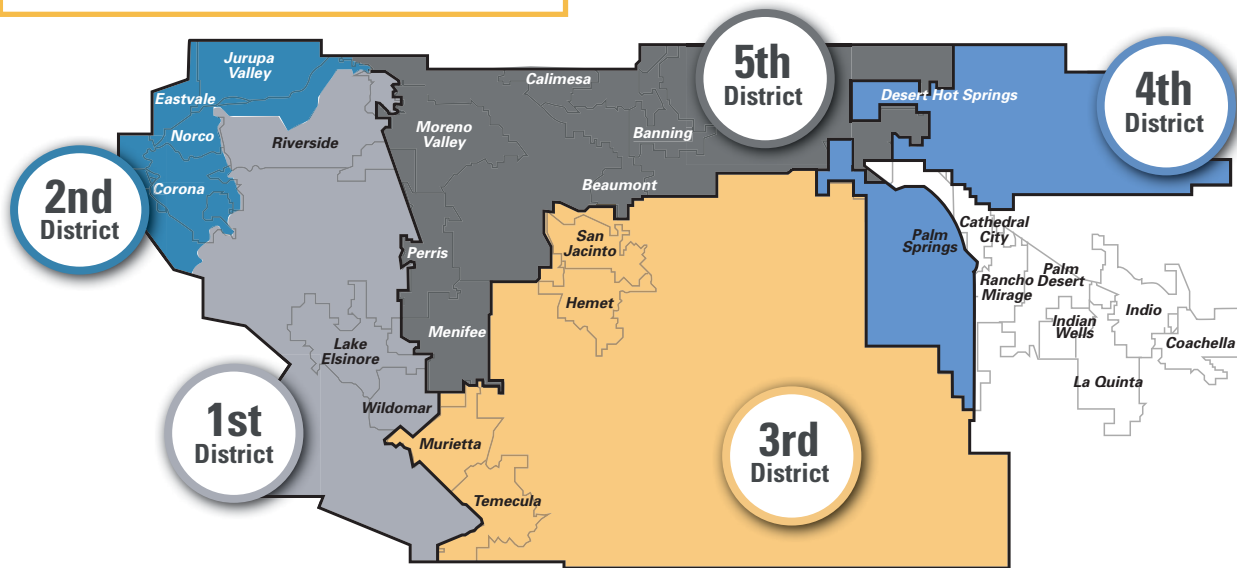 Jurupa
Valley
Eastvale
Norco
Corona
2nd
District
Riverside
Lake
Elsinore
Wildomar
1st
District
Moreno
Valley
Calimesa
Banning
Beaumont
Perris
Menifee
5th
District
San
Jacinto
Hemet
Murietta
Temecula
3rd
District
Desert Hot Springs
4th
District
Palm
Springs
Cathedral
City
Rancho
Mirage
Palm
Desert
Indian
Wells
Indio
Coachella
La Quinta